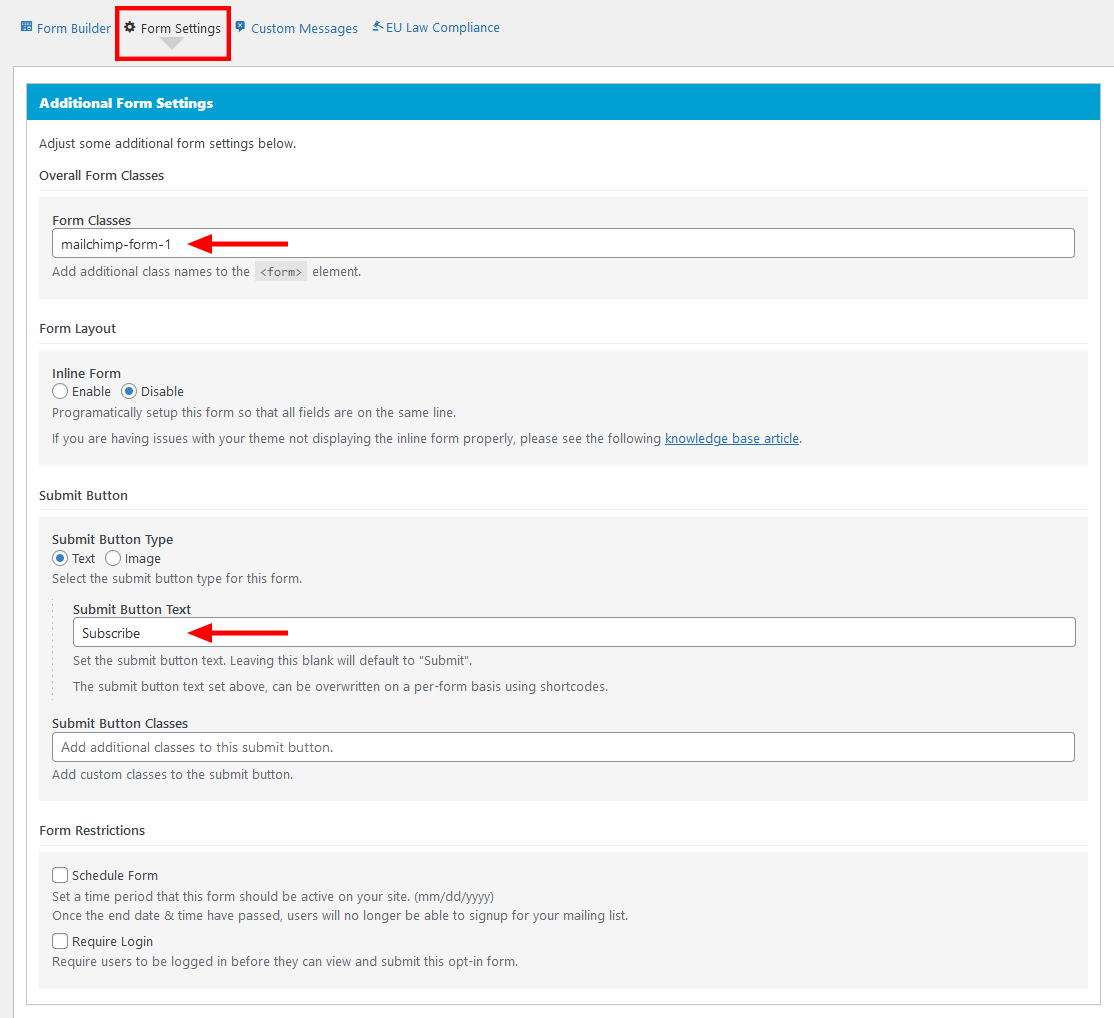 Form Builder Form Settings Custom Messages EU Law Compliance
Additional Form Settings
Adjust some additional form settings below.
Overall Form Classes
Form Classes
mailchimp-form-1
Add additional class names to the <form> element.
Form Layout
Inline Form
Enable Disable
Programatically setup this form so that all fields are on the same line.
If you are having issues with your theme not displaying the inline form properly, please see the following knowledge base article.
Submit Button
Submit Button Type
Text Image
Select the submit button type for this form.
Submit Button Text
Subscribe
Set the submit button text. Leaving this blank will default to "Submit".
The submit button text set above, can be overwritten on a per-form basis using shortcodes.
Submit Button Classes
Add additional classes to this submit button.
Add custom classes to the submit button.
Form Restrictions
Schedule Form
Set a time period that this form should be active on your site. (mm/dd/yyyy)
Once the end date & time have passed, users will no longer be able to signup for your mailing list.
Require Login
Require users to be logged in before they can view and submit this opt-in form.